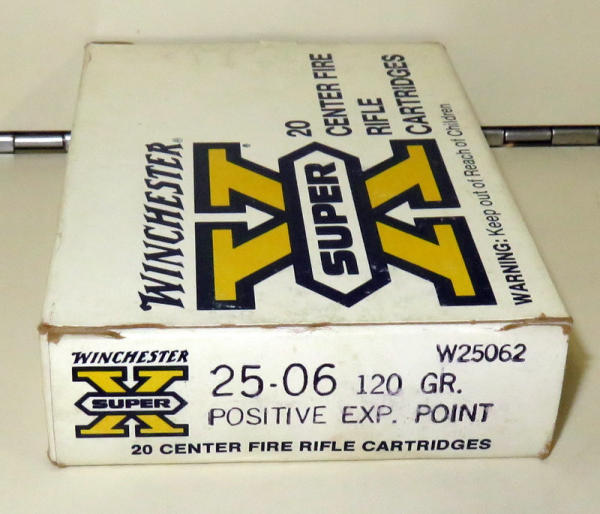 WINCHESTER®
SUPER X®
20
CENTER FIRE
RIFLE
CARTRIDGES
WARNING: Keep out of Reach of Children
WINCHESTER
SUPER X
W25062
25-06 120 GR.
POSITIVE EXP. POINT
20 CENTER FIRE RIFLE CARTRIDGES